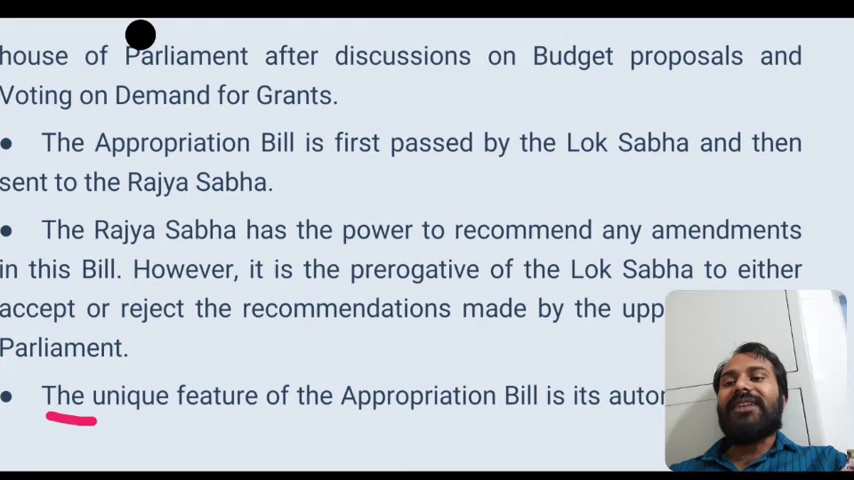 house of Parliament after discussions on Budget proposals and
Voting on Demand for Grants.
● The Appropriation Bill is first passed by the Lok Sabha and then
sent to the Rajya Sabha.
● The Rajya Sabha has the power to recommend any amendments
in this Bill. However, it is the prerogative of the Lok Sabha to either
accept or reject the recommendations made by the
Parliament.
● The unique feature of the Appropriation Bill is its